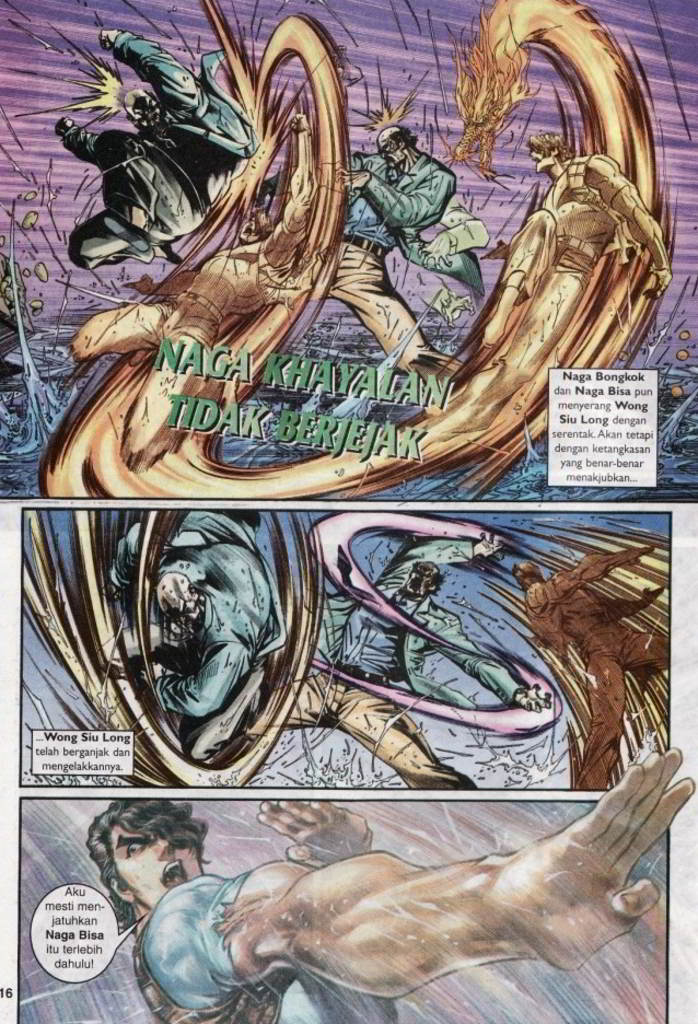 NAGA KHAYALAN
TIDAK BERJEJAK
Naga Bongkok
dan Naga Bisa pun
menyerang Wong
Siu Long dengan
serentak. Akan tetapi
dengan ketangkasan
yang benar-benar
menakjubkan...
...Wong Siu Long
telah berganjak dan
mengelakkannya.
Aku
mesti men-
jatuhkan
Naga Bisa
itu terlebih
dahulu!
16